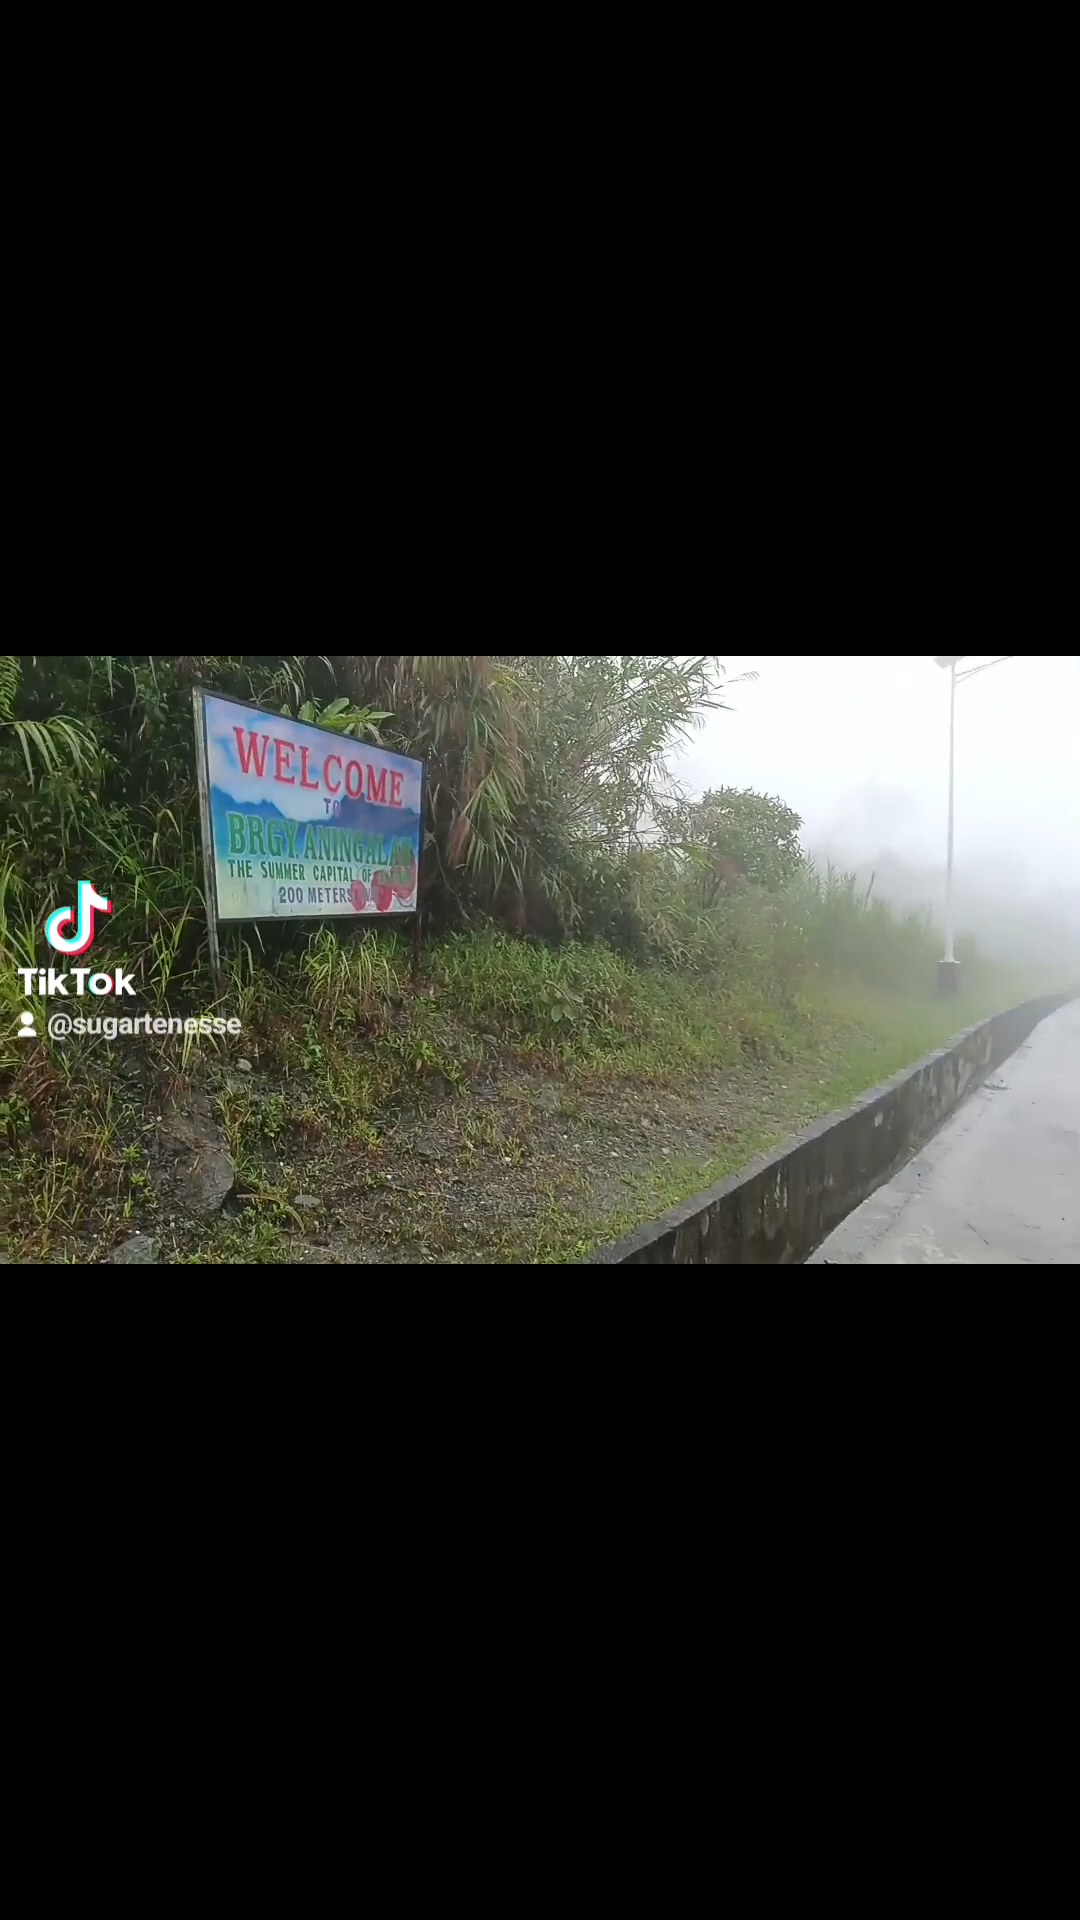 WELCOME
TO
BRGY. ANINGALAN
THE SUMMER CAPITAL OF
200 METERS
TikTok
@sugartenesse